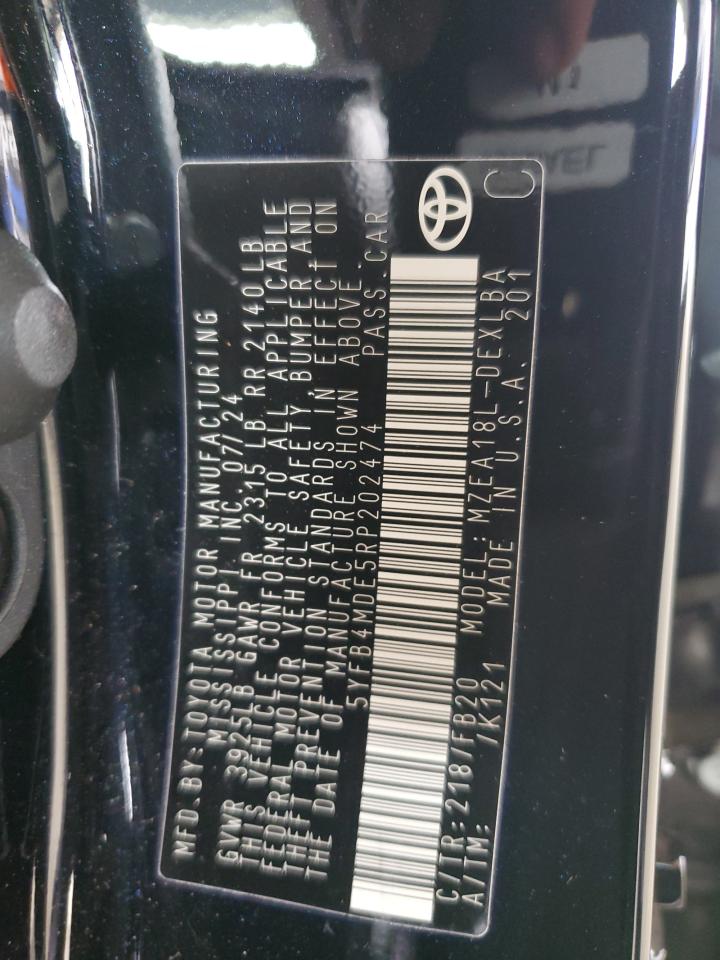 MFD.BY:TOYOTA MOTOR MANUFACTURING
MISSISSIPPI INC. 07/24
GVWR 3925LB GAWR FR 2315 LB RR 2140LB
THIS VEHICLE CONFORMS TO ALL APPLICABLE
FEDERAL MOTOR VEHICLE SAFETY, BUMPER, AND
THEFT PREVENTION STANDARDS IN EFFECT ON
THE DATE OF MANUFACTURE SHOWN ABOVE.
5YFB4MDE5RP202474 PASS.CAR
C/TR:218/FB20 MODEL:MZEA18L-DEXLBA
A/TM: /K121 MADE IN U.S.A. 201
C